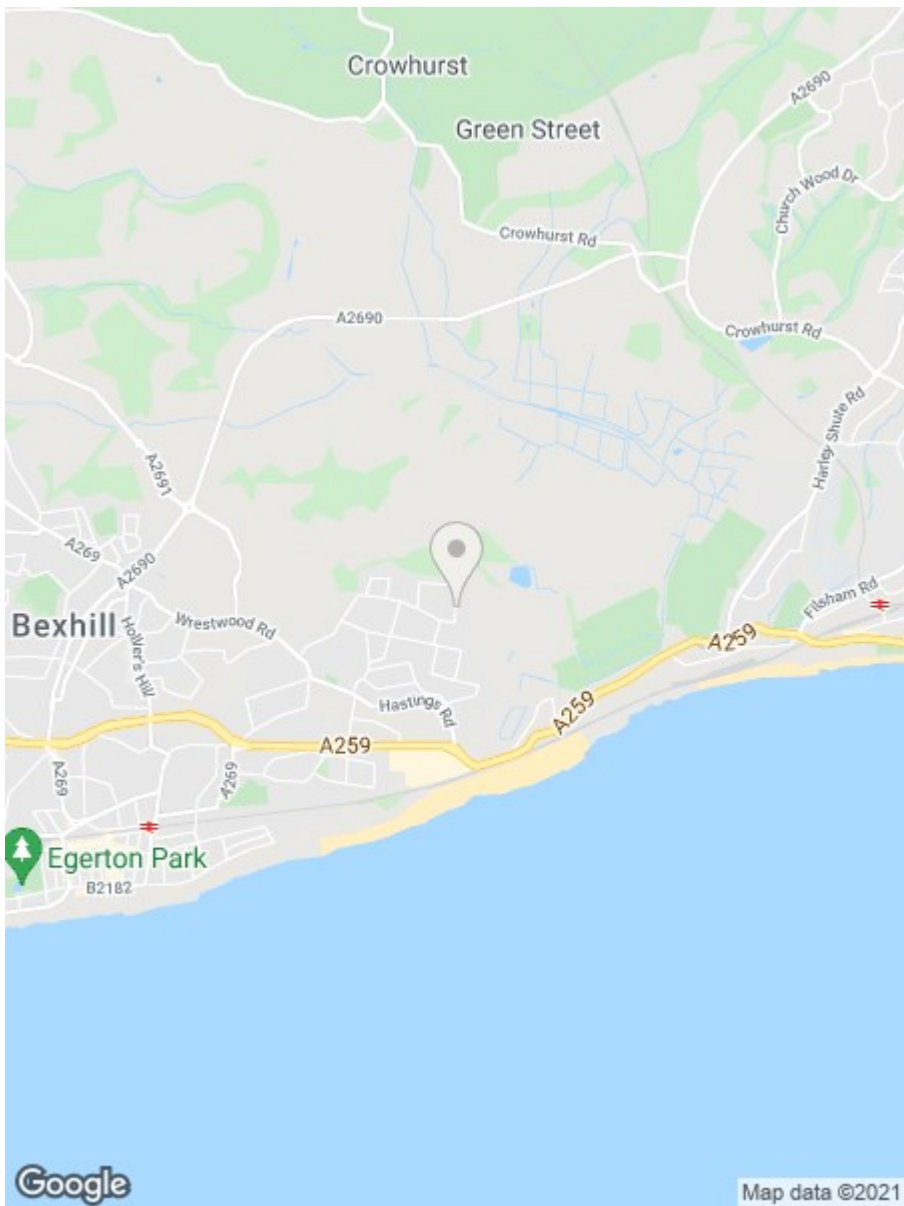 Crowhurst
A2690
Green Street
Church Wood Dr
Crowhurst Rd
A2690
Crowhurst Rd
Harley Shute Rd
A2691
A269
A2690
Filsham Rd
Bexhill
Holliers Hill
Wrestwood Rd
A259
Hastings Rd
A259
A259
A269
A269
Egerton Park
B2182
Google
Map data ©2021